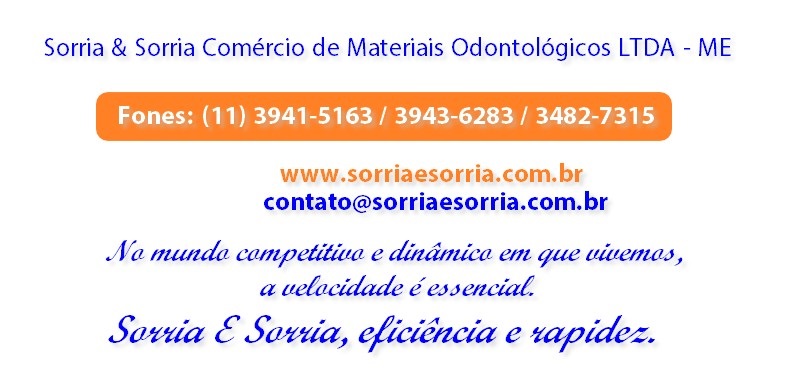 Sorria & Sorria Comércio de Materiais Odontológicos LTDA - ME
Fones: (11) 3941-5163 / 3943-6283 / 3482-7315
www.sorriaesorria.com.br
contato@sorriaesorria.com.br
No mundo competitivo e dinâmico em que vivemos,
a velocidade é essencial.
Sorria E Sorria, eficiência e rapidez.